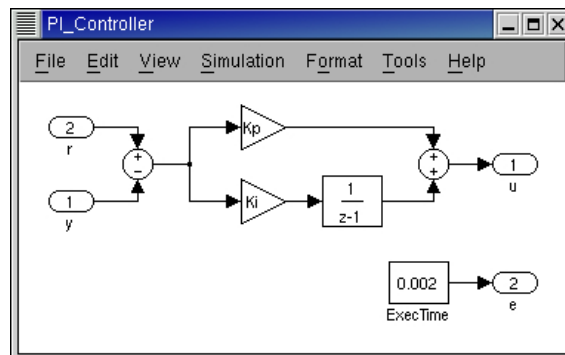 PI_Controller
File Edit View Simulation Format Tools Help
2
r
+
−
1
y
Kp
Ki
1
z-1
+
+
1
u
0.002
ExecTime
2
e